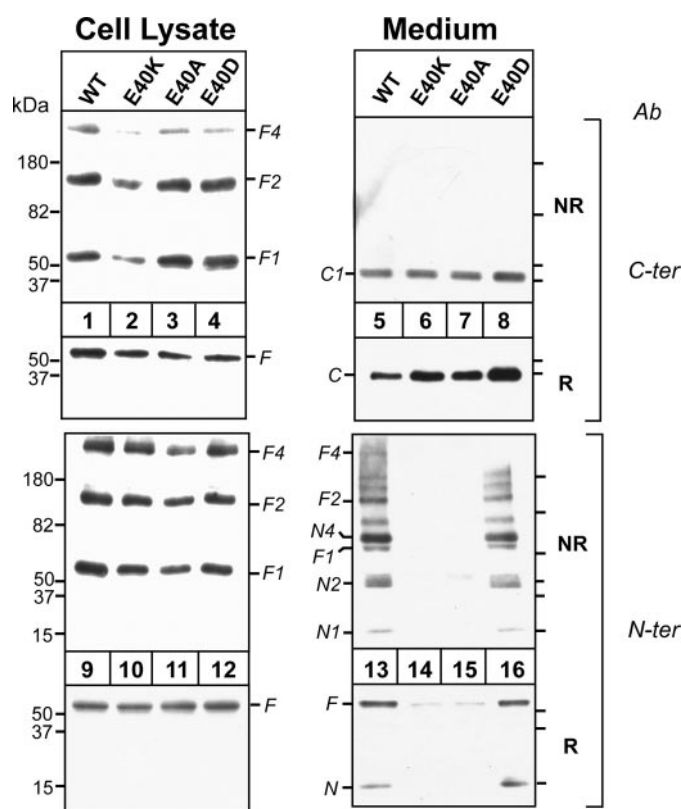 Cell Lysate Medium
WT E40K E40A E40D WT E40K E40A E40D
kDa Ab
F4
180
F2 NR
82
F1
50 C1 C-ter
37
1 2 3 4 5 6 7 8
50 F C R
37
F4 F4
180
F2 F2
82 N4 NR
F1
F1
50 N2
37
15 N1 N-ter
9 10 11 12 13 14 15 16
F F
50
37 R
15 N